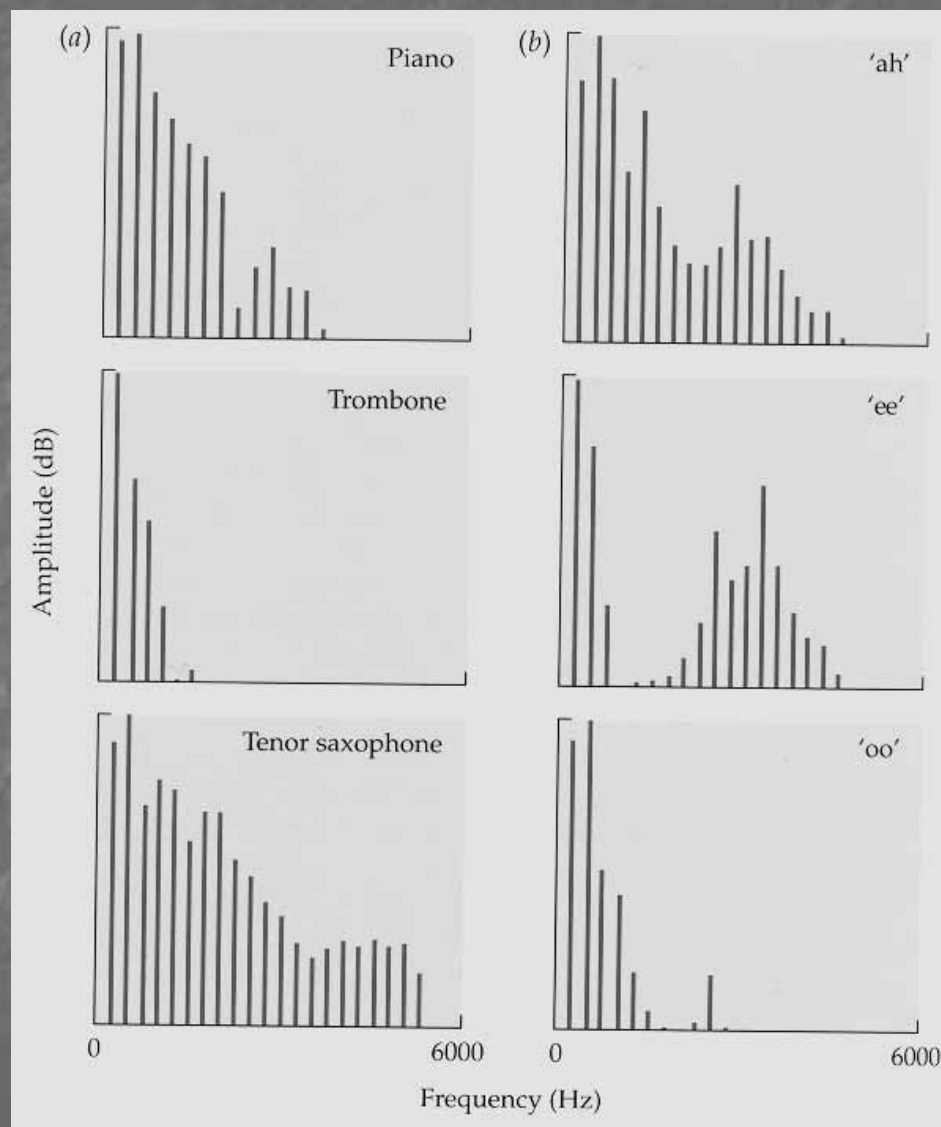 (a)
Piano
(b)
'ah'
Trombone
'ee'
Amplitude (dB)
Tenor saxophone
'oo'
0
6000
0
6000
Frequency (Hz)